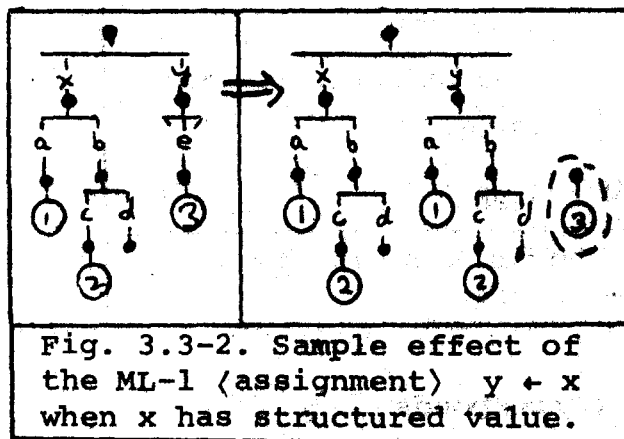 x y ⇒ x y
a b e a b a b
① c d ③ ① c d ① c d ③
② ② ②
Fig. 3.3-2. Sample effect of
the ML-1 ⟨assignment⟩ y ← x
when x has structured value.